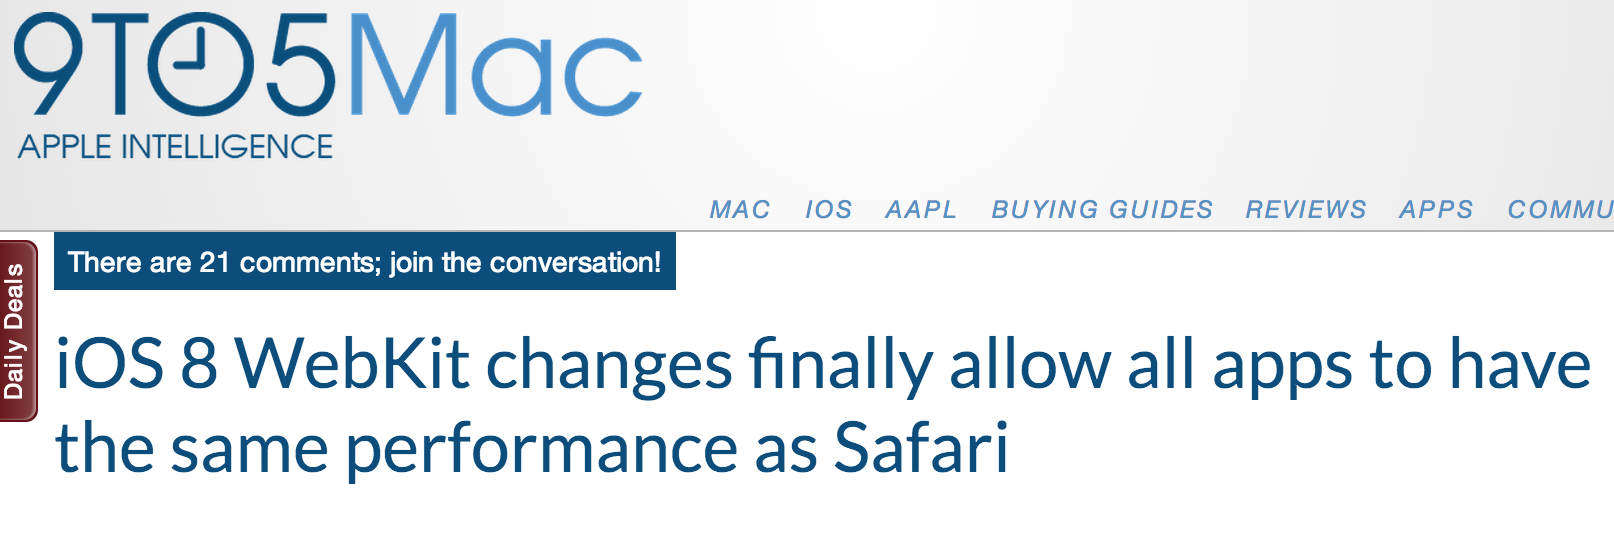 9TO5Mac
APPLE INTELLIGENCE
MAC IOS AAPL BUYING GUIDES REVIEWS APPS COMMU
There are 21 comments; join the conversation!
Daily Deals
iOS 8 WebKit changes finally allow all apps to have
the same performance as Safari